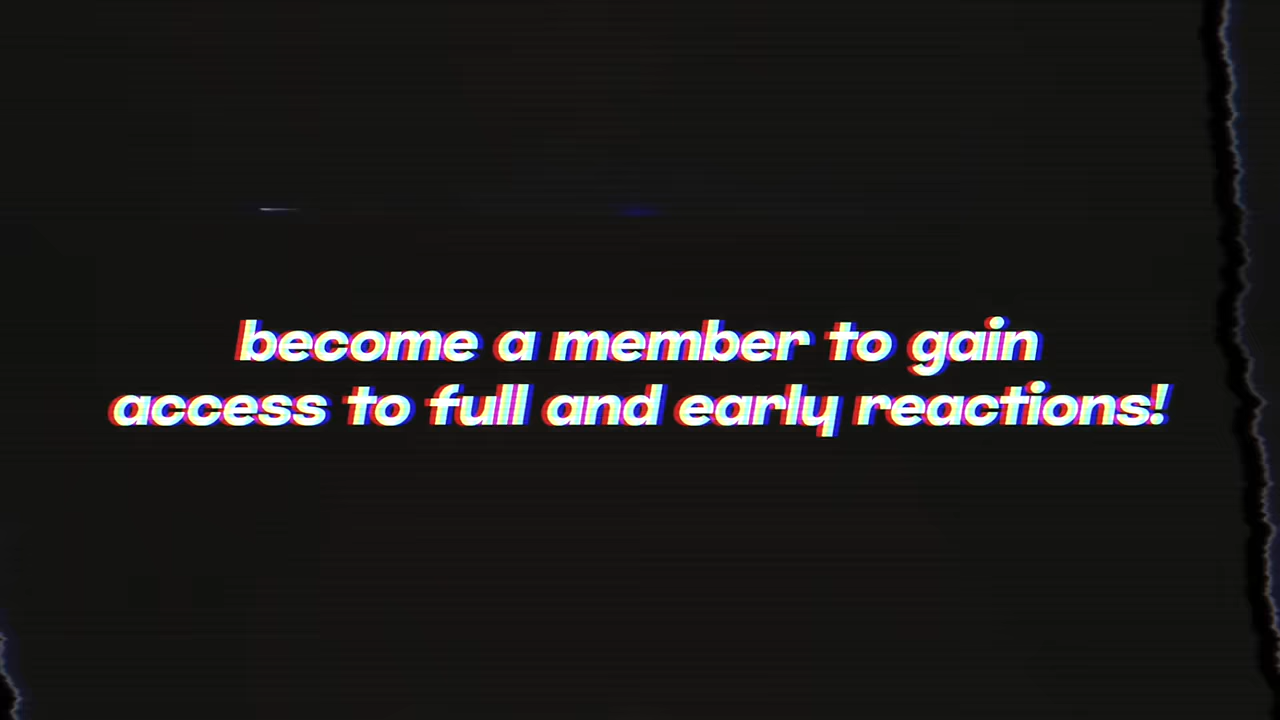 become a member to gain
access to full and early reactions!